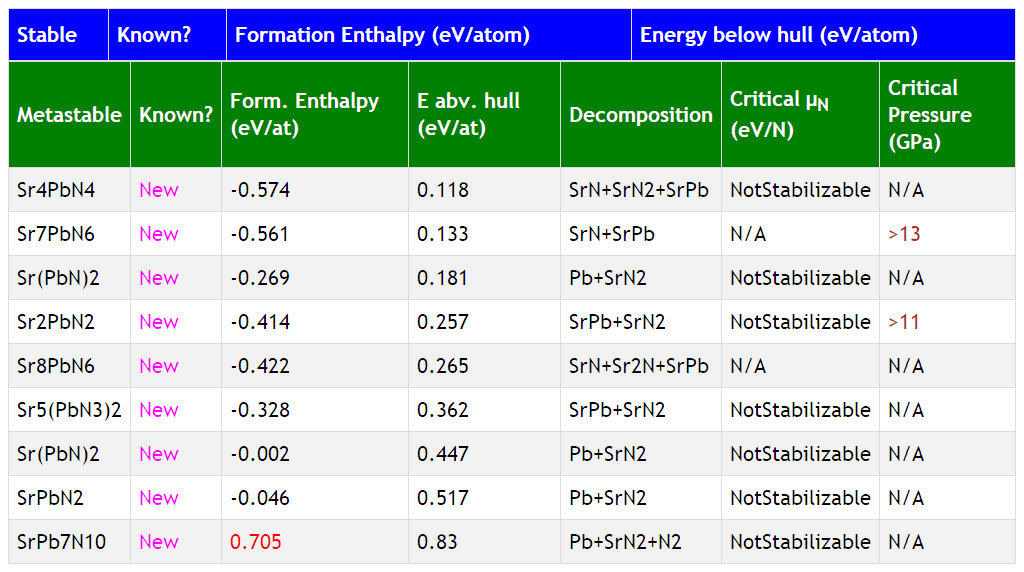 Stable Known? Formation Enthalpy (eV/atom) Energy below hull (eV/atom)
Metastable Known? Form. Enthalpy (eV/at) E abv. hull (eV/at) Decomposition Critical μN (eV/N) Critical Pressure (GPa)
Sr4PbN4 New -0.574 0.118 SrN+SrN2+SrPb NotStabilizable N/A
Sr7PbN6 New -0.561 0.133 SrN+SrPb N/A >13
Sr(PbN)2 New -0.269 0.181 Pb+SrN2 NotStabilizable N/A
Sr2PbN2 New -0.414 0.257 SrPb+SrN2 NotStabilizable >11
Sr8PbN6 New -0.422 0.265 SrN+Sr2N+SrPb N/A N/A
Sr5(PbN3)2 New -0.328 0.362 SrPb+SrN2 NotStabilizable N/A
Sr(PbN)2 New -0.002 0.447 Pb+SrN2 NotStabilizable N/A
SrPbN2 New -0.046 0.517 Pb+SrN2 NotStabilizable N/A
SrPb7N10 New 0.705 0.83 Pb+SrN2+N2 NotStabilizable N/A